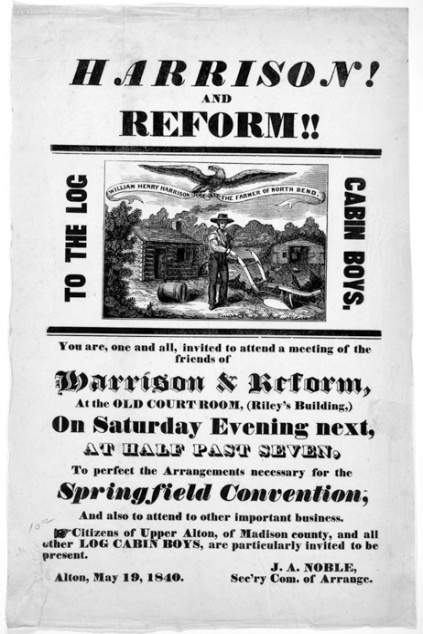 HARRISON!
AND
REFORM!!
TO THE LOG
WILLIAM HENRY HARRISON THE FARMER OF NORTH BEND.
CABIN BOYS.
You are, one and all, invited to attend a meeting of the
friends of
Harrison & Reform,
At the OLD COURT ROOM, (Riley's Building,)
On Saturday Evening next,
AT HALF PAST SEVEN.
To perfect the Arrangements necessary for the
Springfield Convention,
And also to attend to other important business.
☞Citizens of Upper Alton, of Madison county, and all
other LOG CABIN BOYS, are particularly invited to be
present.
J. A. NOBLE,
Alton, May 19, 1840. Sec'ry Com. of Arrange.